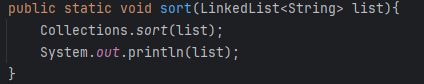 public static void sort(LinkedList<String> list){
    Collections.sort(list);
    System.out.println(list);
}